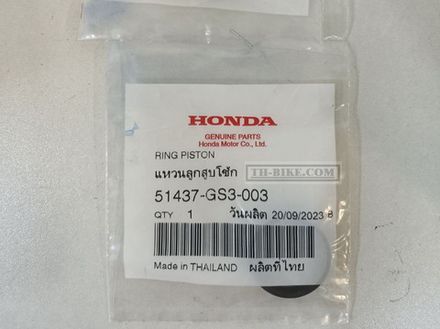 HONDA
GENUINE PARTS
Honda Motor Co., Ltd.
RING PISTON
แหวนลูกสูบโช้ก
51437-GS3-003
QTY 1 วันผลิต 20/09/2023 8
Made in THAILAND ผลิตที่ไทย
TH-BIKE.COM